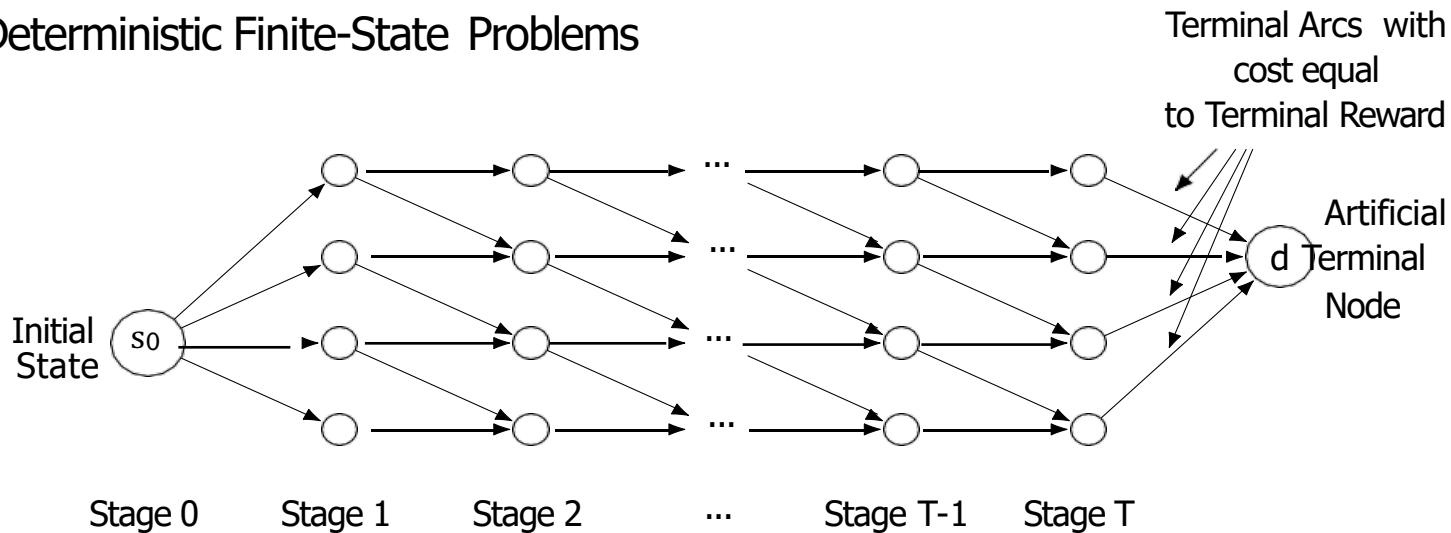 Deterministic Finite-State Problems
Terminal Arcs with
cost equal
to Terminal Reward
...
Artificial
... 
d Terminal
Node
Initial
State
s0
...
...
Stage 0 Stage 1 Stage 2 ... Stage T-1 Stage T